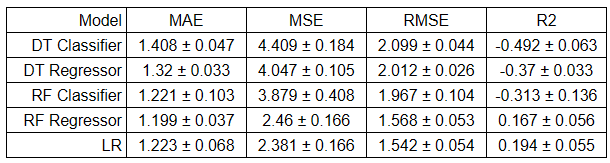 Model MAE MSE RMSE R2
DT Classifier 1.408 ± 0.047 4.409 ± 0.184 2.099 ± 0.044 -0.492 ± 0.063
DT Regressor 1.32 ± 0.033 4.047 ± 0.105 2.012 ± 0.026 -0.37 ± 0.033
RF Classifier 1.221 ± 0.103 3.879 ± 0.408 1.967 ± 0.104 -0.313 ± 0.136
RF Regressor 1.199 ± 0.037 2.46 ± 0.166 1.568 ± 0.053 0.167 ± 0.056
LR 1.223 ± 0.068 2.381 ± 0.166 1.542 ± 0.054 0.194 ± 0.055